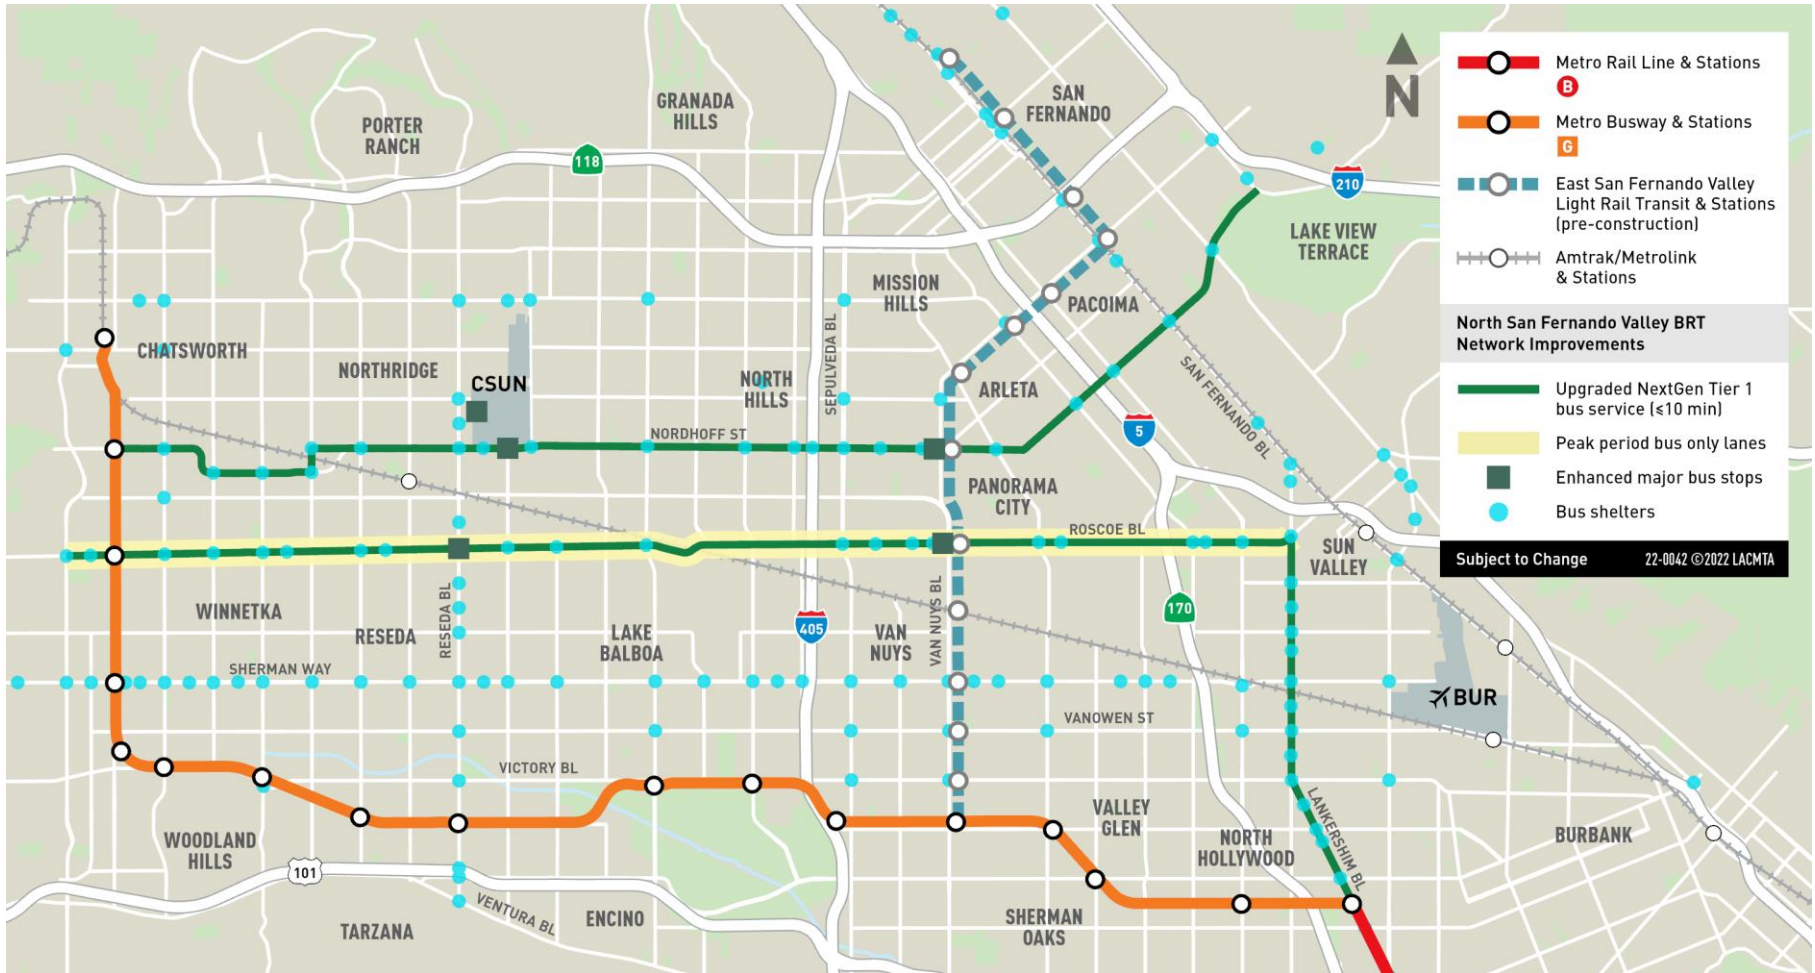 GRANADA
HILLS
PORTER
RANCH
118
SAN
FERNANDO
N
210
LAKE VIEW
TERRACE
MISSION
HILLS
PACOIMA
CHATSWORTH
NORTHRIDGE
CSUN
NORTH
HILLS
SEPULVEDA BL
ARLETA
SAN FERNANDO BL
5
NORDHOFF ST
PANORAMA
CITY
ROSCOE BL
SUN
VALLEY
WINNETKA
RESEDA
RESEDA BL
LAKE
BALBOA
405
VAN
NUYS
VAN NUYS BL
170
SHERMAN WAY
BUR
VANOWEN ST
VICTORY BL
WOODLAND
HILLS
101
VALLEY
GLEN
NORTH
HOLLYWOOD
LANKERSHIM BL
BURBANK
TARZANA
VENTURA BL
ENCINO
SHERMAN
OAKS
Metro Rail Line & Stations
B
Metro Busway & Stations
G
East San Fernando Valley
Light Rail Transit & Stations
(pre-construction)
Amtrak/Metrolink
& Stations
North San Fernando Valley BRT
Network Improvements
Upgraded NextGen Tier 1
bus service (≤10 min)
Peak period bus only lanes
Enhanced major bus stops
Bus shelters
Subject to Change 22-0042 ©2022 LACMTA